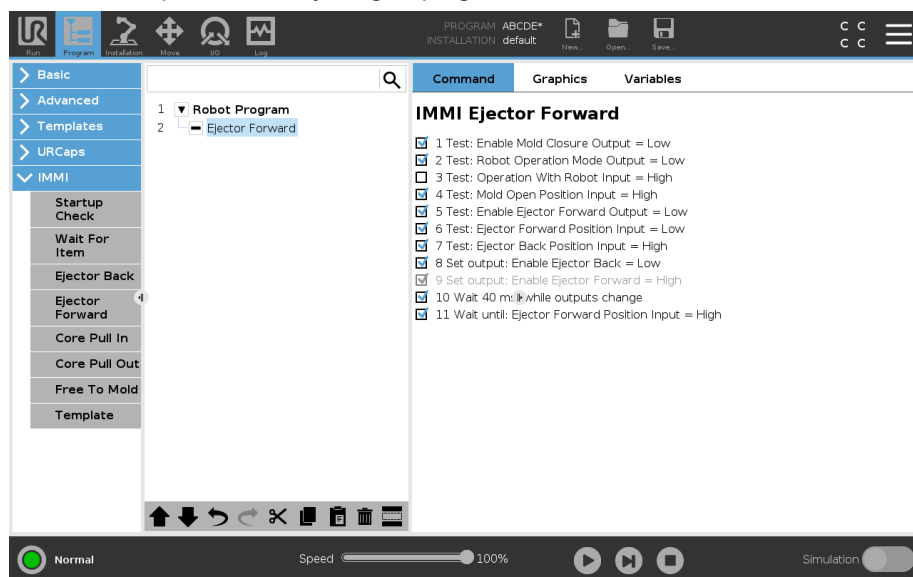 PROGRAM ABCDE*
INSTALLATION default
Run Program Installation Move I/O Log New... Open... Save...
C C
C C
Basic
Advanced
Templates
URCaps
IMMI
Startup
Check
Wait For
Item
Ejector Back
Ejector
Forward
Core Pull In
Core Pull Out
Free To Mold
Template
1 Robot Program
2 Ejector Forward
Command Graphics Variables
IMMI Ejector Forward
1 Test: Enable Mold Closure Output = Low
2 Test: Robot Operation Mode Output = Low
3 Test: Operation With Robot Input = High
4 Test: Mold Open Position Input = High
5 Test: Enable Ejector Forward Output = Low
6 Test: Ejector Forward Position Input = Low
7 Test: Ejector Back Position Input = High
8 Set output: Enable Ejector Back = Low
9 Set output: Enable Ejector Forward = High
10 Wait 40 ms while outputs change
11 Wait until: Ejector Forward Position Input = High
Normal Speed 100% Simulation